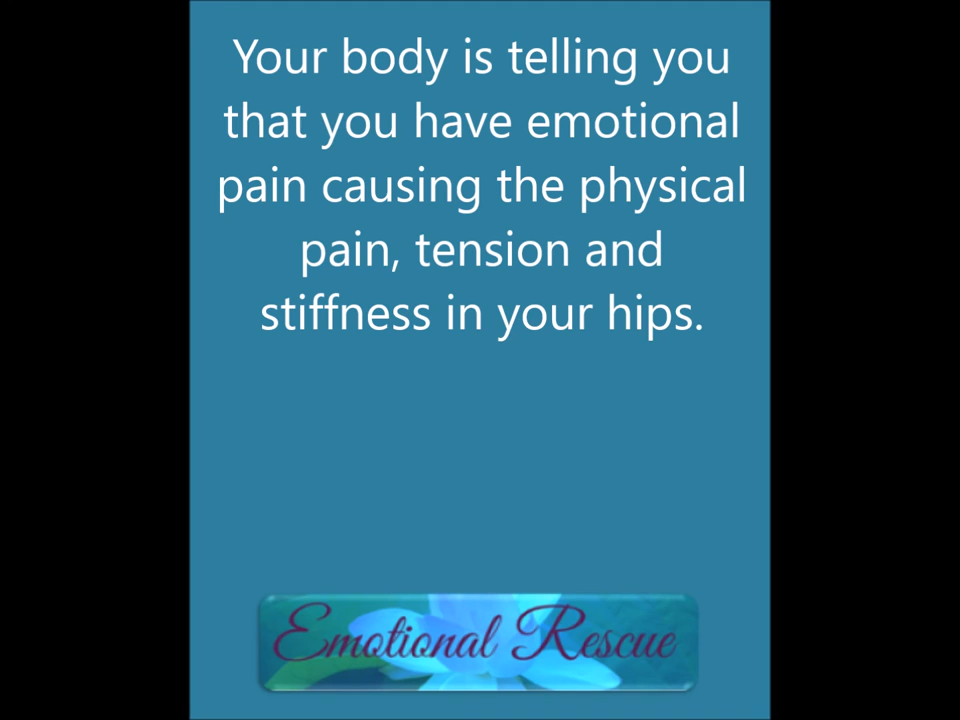 Your body is telling you
that you have emotional
pain causing the physical
pain, tension and
stiffness in your hips.
Emotional Rescue